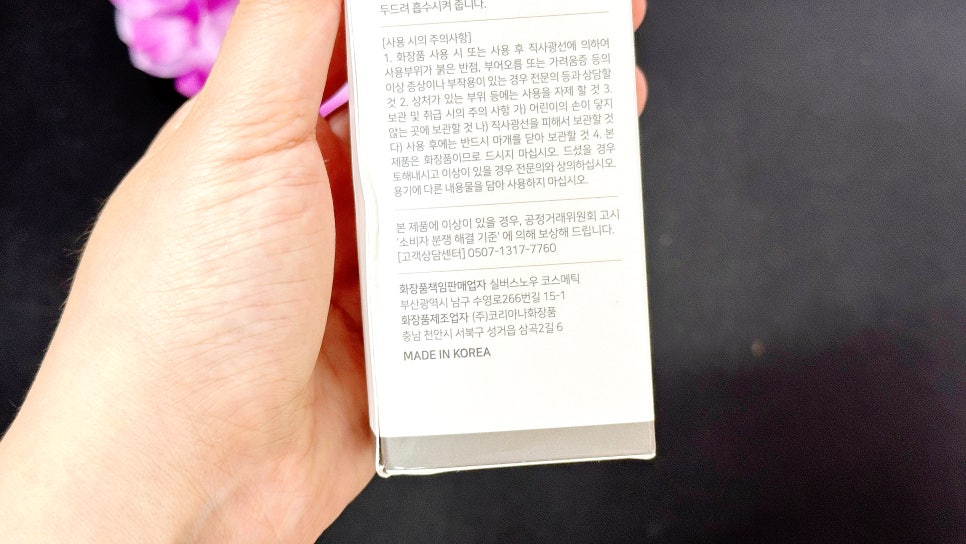 두드려 흡수시켜 줍니다.
[사용 시의 주의사항]
1. 화장품 사용 시 또는 사용 후 직사광선에 의하여
사용부위가 붉은 반점, 부어오름 또는 가려움증 등의
이상 증상이나 부작용이 있는 경우 전문의 등과 상담할
것 2. 상처가 있는 부위 등에는 사용을 자제 할 것 3.
보관 및 취급 시의 주의 사항 가) 어린이의 손이 닿지
않는 곳에 보관할 것 나) 직사광선을 피해서 보관할 것
다) 사용 후에는 반드시 마개를 닫아 보관할 것 4. 본
제품은 화장품이므로 드시지 마십시오. 드셨을 경우
토해내시고 이상이 있을 경우 전문의와 상의하십시오.
용기에 다른 내용물을 담아 사용하지 마십시오.
본 제품에 이상이 있을 경우, 공정거래위원회 고시
'소비자 분쟁 해결 기준' 에 의해 보상해 드립니다.
[고객상담센터] 0507-1317-7760
화장품책임판매업자 실버스노우 코스메틱
부산광역시 남구 수영로266번길 15-1
화장품제조업자 (주)코리아나화장품
충남 천안시 서북구 성거읍 삼곡2길 6
MADE IN KOREA